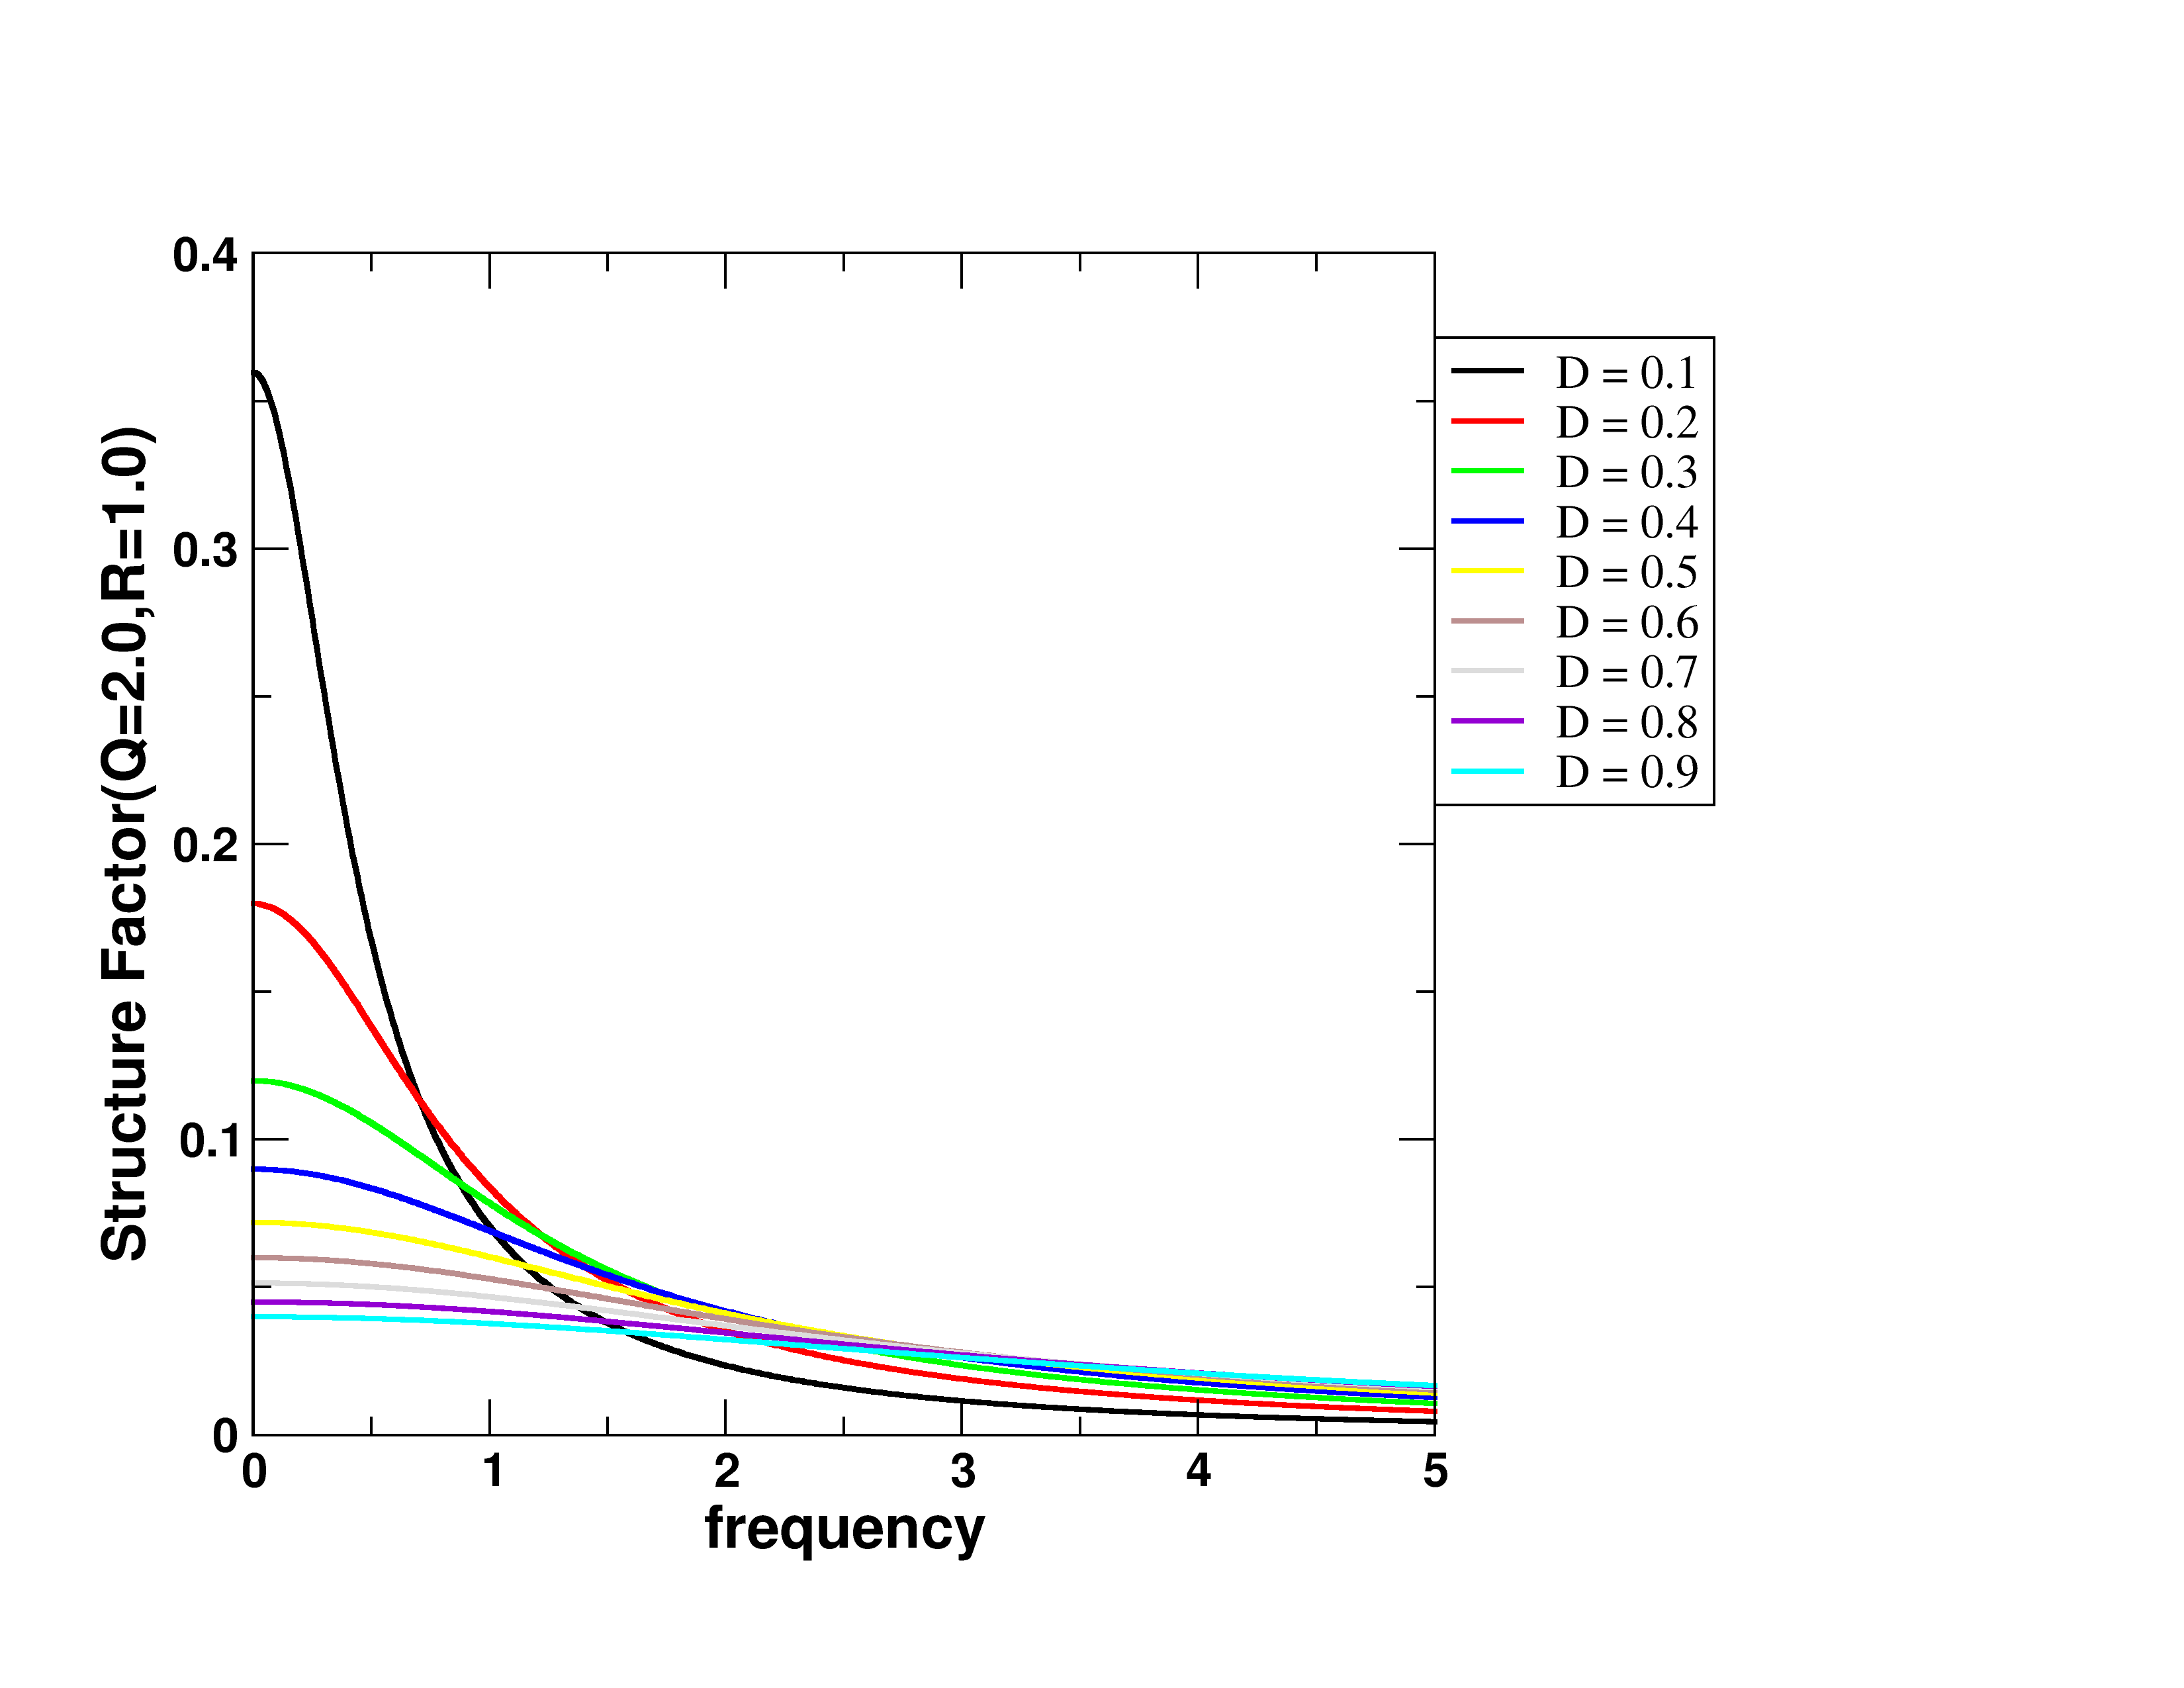 0.4
0.3
0.2
0.1
0
Structure Factor(Q=2.0,R=1.0)
0 1 2 3 4 5
frequency
D = 0.1
D = 0.2
D = 0.3
D = 0.4
D = 0.5
D = 0.6
D = 0.7
D = 0.8
D = 0.9